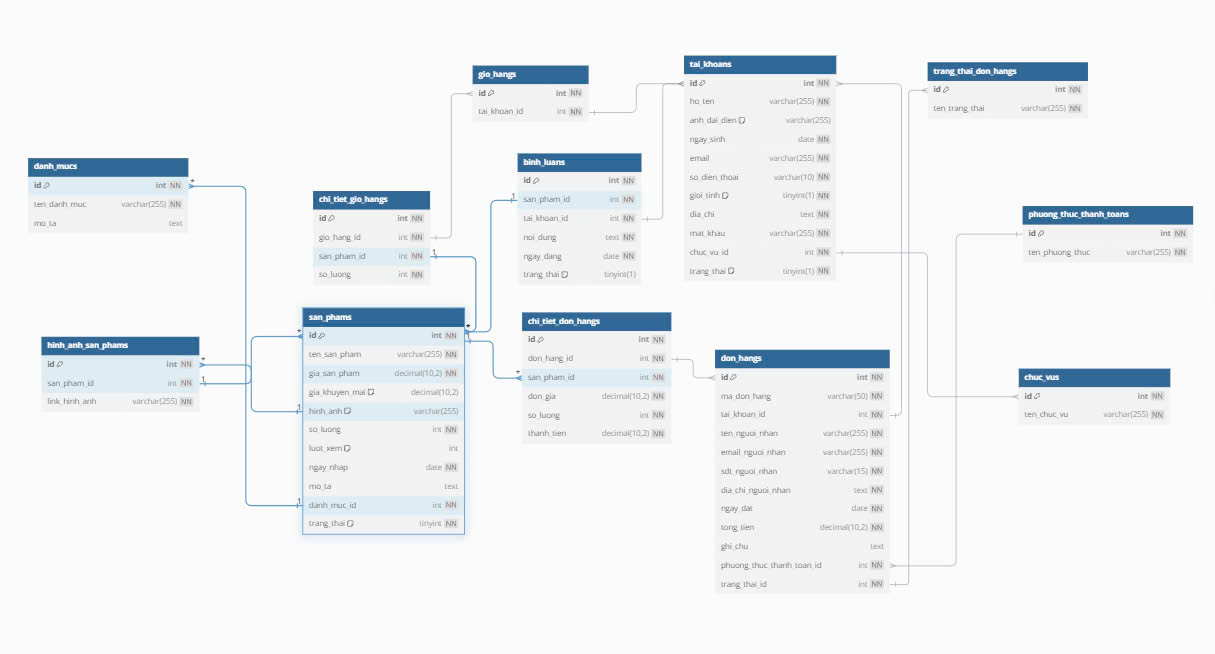 gio_hangs
id int NN
tai_khoan_id int NN
tai_khoans
id int NN
ho_ten varchar(255) NN
anh_dai_dien varchar(255)
ngay_sinh date NN
email varchar(255) NN
so_dien_thoai varchar(10) NN
gioi_tinh tinyint(1) NN
dia_chi text NN
mat_khau varchar(255) NN
chuc_vu_id int NN
trang_thai tinyint(1) NN
trang_thai_don_hangs
id int NN
ten_trang_thai varchar(255) NN
danh_mucs
id int NN
ten_danh_muc varchar(255) NN
mo_ta text
chi_tiet_gio_hangs
id int NN
gio_hang_id int NN
san_pham_id int NN
so_luong int NN
binh_luans
id int NN
san_pham_id int NN
tai_khoan_id int NN
noi_dung text NN
ngay_dang date NN
trang_thai tinyint(1)
phuong_thuc_thanh_toans
id int NN
ten_phuong_thuc varchar(255) NN
hinh_anh_san_phams
id int NN
san_pham_id int NN
link_hinh_anh varchar(255) NN
san_phams
id int NN
ten_san_pham varchar(255) NN
gia_san_pham decimal(10,2) NN
gia_khuyen_mai decimal(10,2)
hinh_anh varchar(255)
so_luong int NN
luot_xem int
ngay_nhap date NN
mo_ta text
danh_muc_id int NN
trang_thai tinyint NN
chi_tiet_don_hangs
id int NN
don_hang_id int NN
san_pham_id int NN
don_gia decimal(10,2) NN
so_luong int NN
thanh_tien decimal(10,2) NN
don_hangs
id int NN
ma_don_hang varchar(50) NN
tai_khoan_id int NN
ten_nguoi_nhan varchar(255) NN
email_nguoi_nhan varchar(255) NN
sdt_nguoi_nhan varchar(15) NN
dia_chi_nguoi_nhan text NN
ngay_dat date NN
tong_tien decimal(10,2) NN
ghi_chu text
phuong_thuc_thanh_toan_id int NN
trang_thai_id int NN
chuc_vus
id int NN
ten_chuc_vu varchar(255) NN